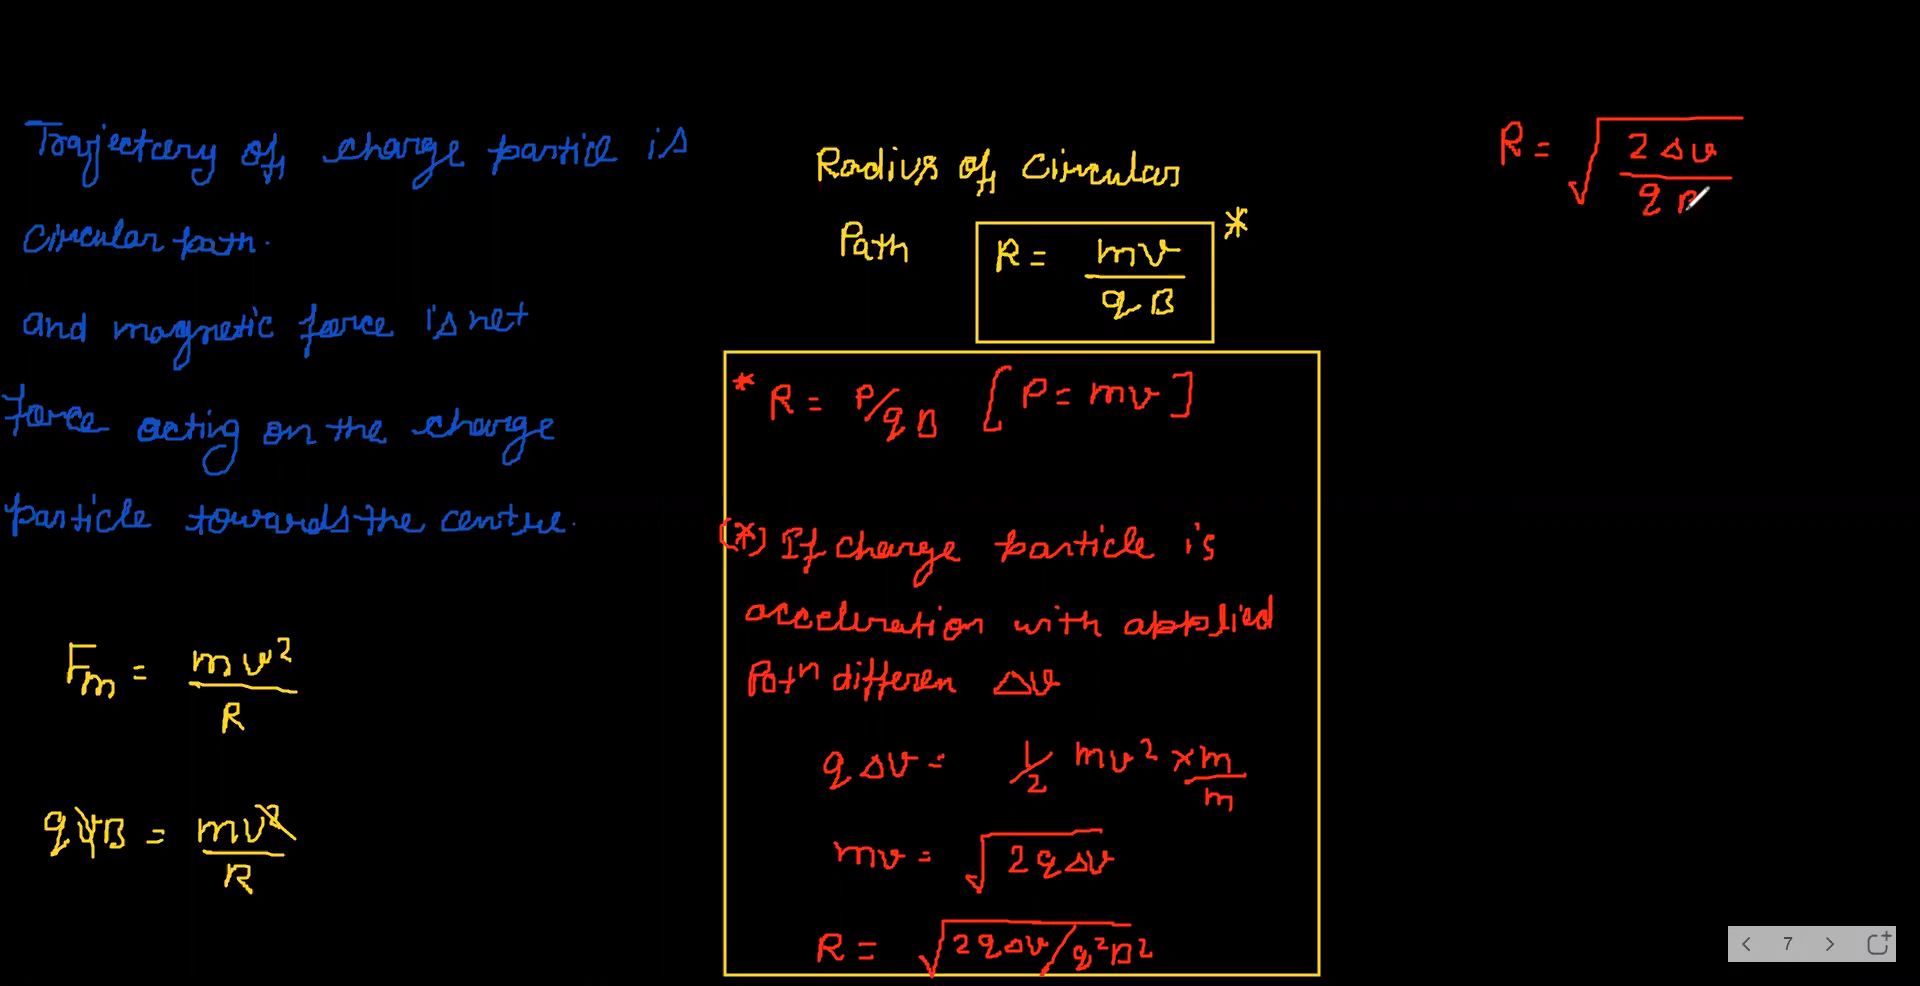 Trajectary of charge particl is
circular path.
and magnetic force is net
force acting on the charge
particle towards the centre.
Fm = mv²/R
qvB = mv²/R
Radius of Circular
Path R = mv/qB *
* R = P/qB [P = mv]
(*) If charge particle is
acceleration with applied
Potⁿ differen Δv
qΔv = 1/2 mv² × m/m
mv = √2qΔv
R = √2qΔv/q²B²
R = √(2Δv/qB
7